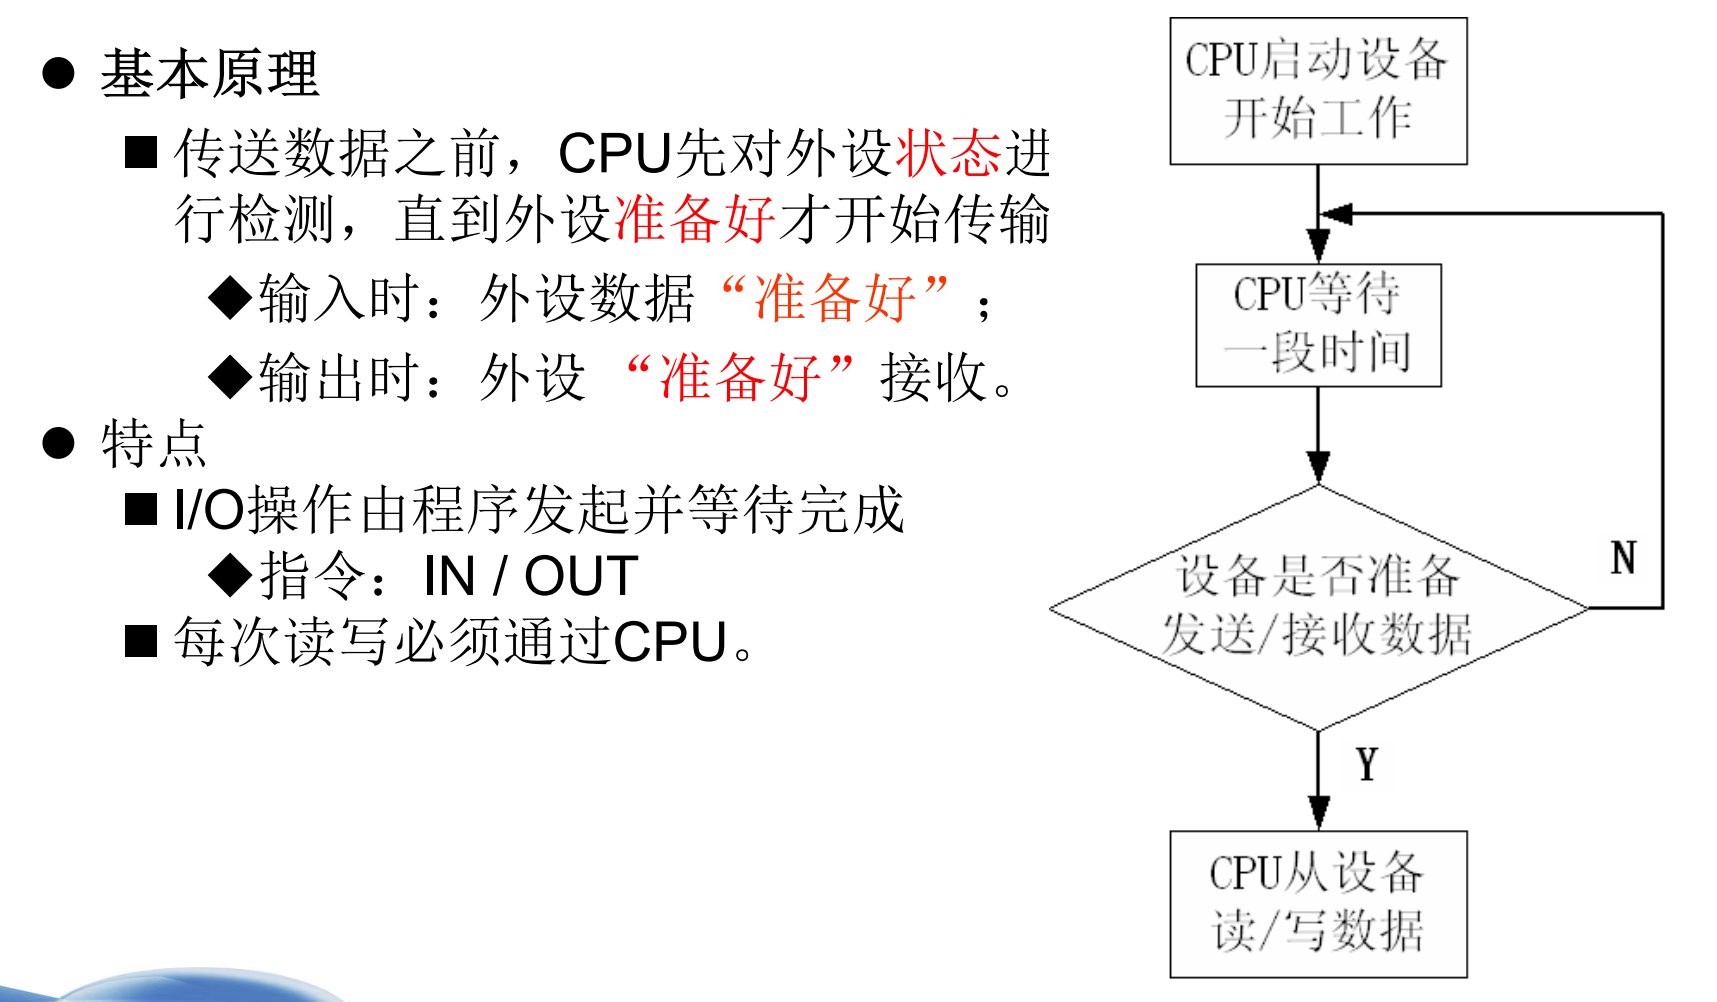 基本原理
传送数据之前，CPU先对外设状态进
行检测，直到外设准备好才开始传输
输入时：外设数据“准备好”；
输出时：外设 “准备好”接收。
特点
I/O操作由程序发起并等待完成
指令：IN / OUT
每次读写必须通过CPU。
CPU启动设备
开始工作
CPU等待
一段时间
设备是否准备
发送/接收数据
N
Y
CPU从设备
读/写数据